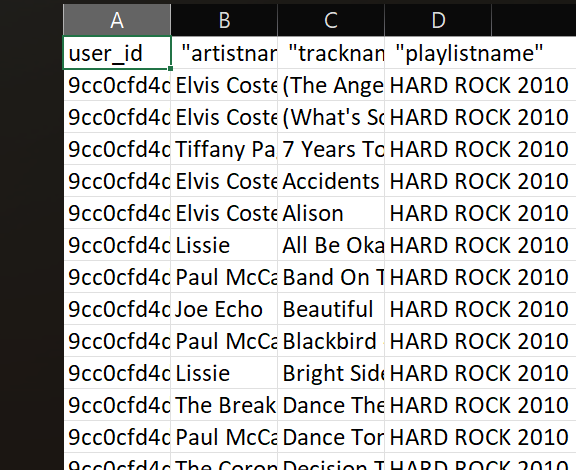 A B C D
user_id "artistnar "tracknan "playlistname"
9cc0cfd4c Elvis Coste (The Ange HARD ROCK 2010
9cc0cfd4c Elvis Coste (What's So HARD ROCK 2010
9cc0cfd4c Tiffany Pa 7 Years To HARD ROCK 2010
9cc0cfd4c Elvis Coste Accidents HARD ROCK 2010
9cc0cfd4c Elvis Coste Alison HARD ROCK 2010
9cc0cfd4c Lissie All Be Oka HARD ROCK 2010
9cc0cfd4c Paul McCa Band On T HARD ROCK 2010
9cc0cfd4c Joe Echo Beautiful HARD ROCK 2010
9cc0cfd4c Paul McCa Blackbird HARD ROCK 2010
9cc0cfd4c Lissie Bright Side HARD ROCK 2010
9cc0cfd4c The Break Dance The HARD ROCK 2010
9cc0cfd4c Paul McCa Dance Ton HARD ROCK 2010
9cc0cfd4c The Coron Decision T HARD ROCK 2010